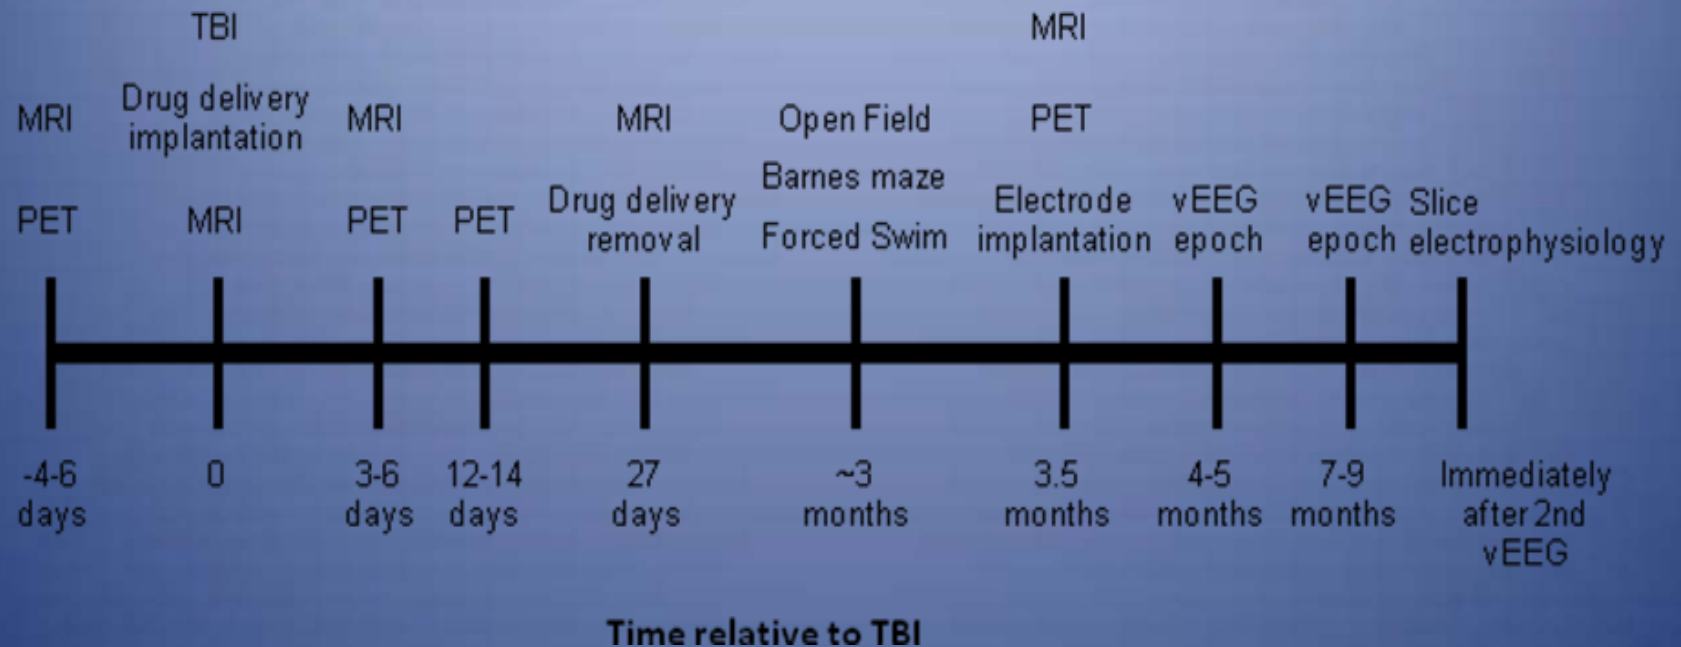 MRI
PET
-4-6
days
TBI
Drug delivery
implantation
MRI
0
MRI
PET
3-6
days
PET
12-14
days
MRI
Drug delivery
removal
27
days
Open Field
Barnes maze
Forced Swim
~3
months
MRI
PET
Electrode
implantation
3.5
months
vEEG
epoch
4-5
months
vEEG
epoch
7-9
months
Slice
electrophysiology
Immediately
after 2nd
vEEG
Time relative to TBI